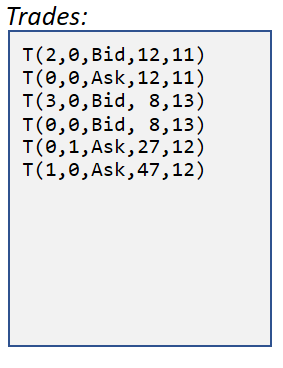 Trades:
T(2,0,Bid,12,11)
T(0,0,Ask,12,11)
T(3,0,Bid, 8,13)
T(0,0,Bid, 8,13)
T(0,1,Ask,27,12)
T(1,0,Ask,47,12)